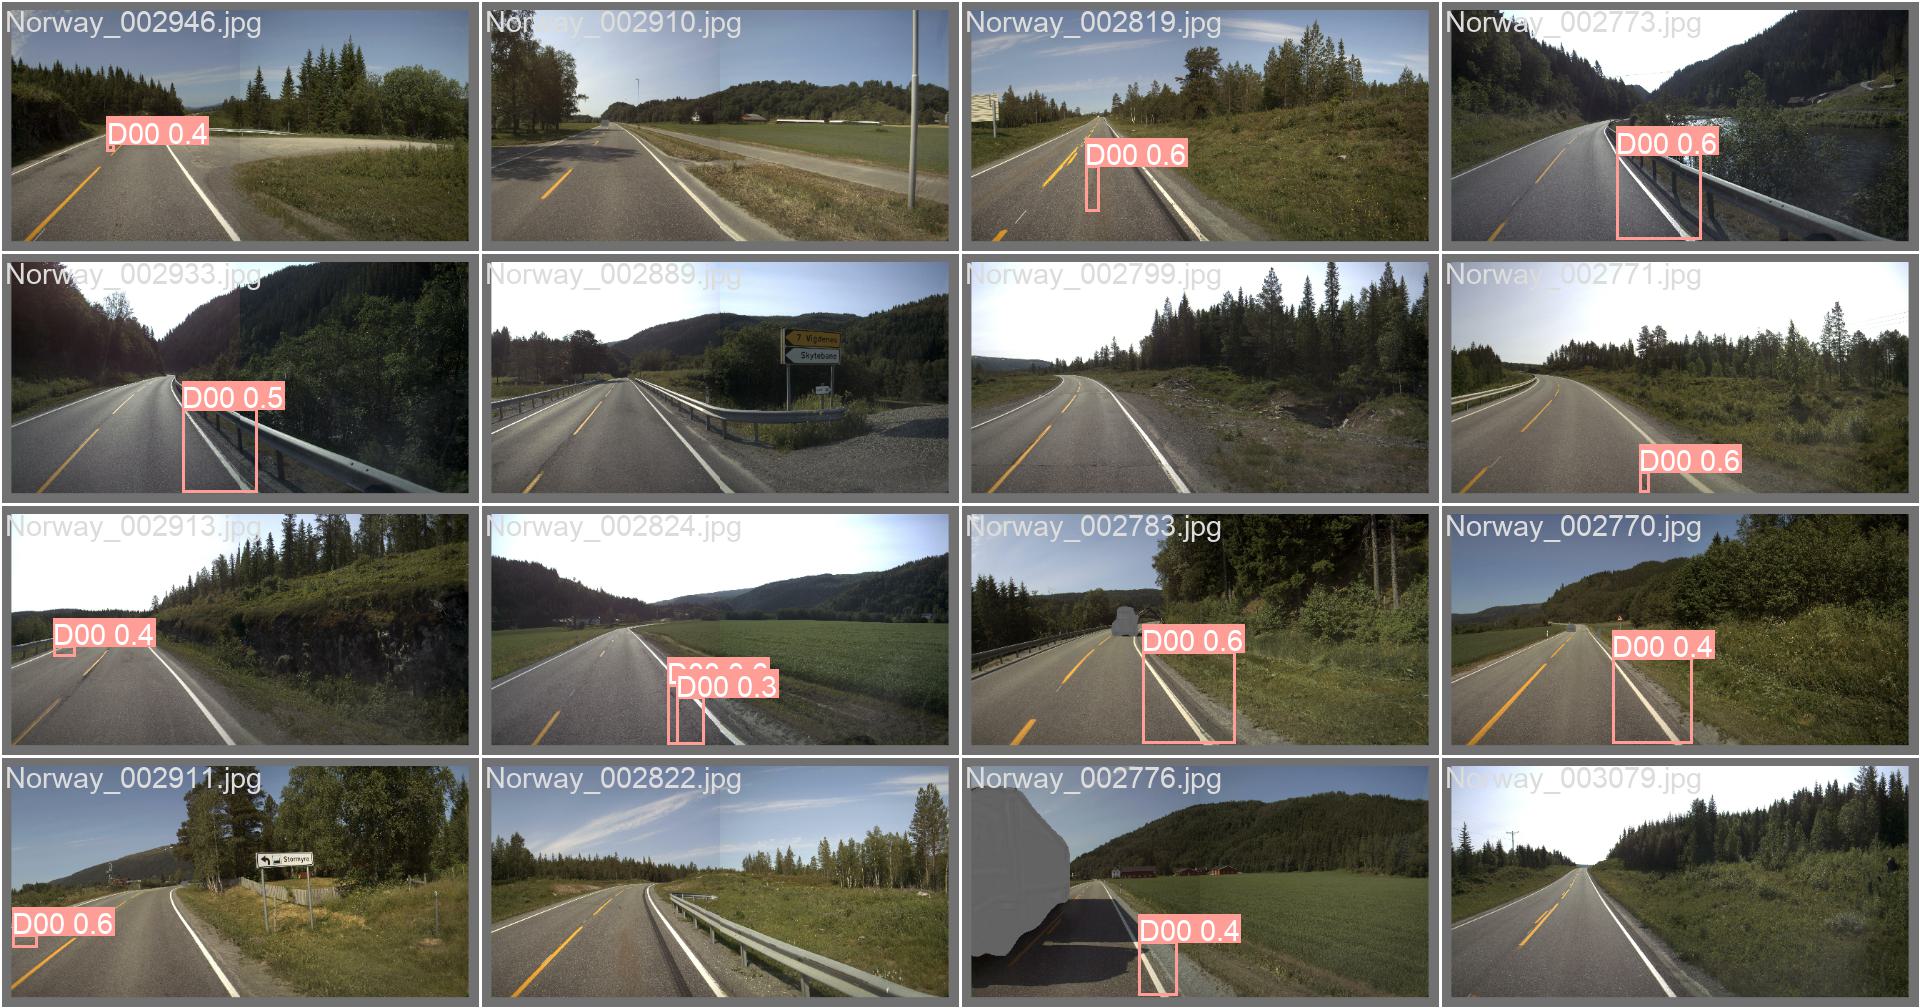 Norway_002946.jpg
D00 0.4
Norway_002910.jpg
Norway_002819.jpg
D00 0.6
Norway_002773.jpg
D00 0.6
Norway_002933.jpg
D00 0.5
Norway_002889.jpg
7 Vigdenes
Skytebane
Norway_002799.jpg
Norway_002771.jpg
D00 0.6
Norway_002913.jpg
D00 0.4
Norway_002824.jpg
D00 0.3
Norway_002783.jpg
D00 0.6
Norway_002770.jpg
D00 0.4
Norway_002911.jpg
Stormyra
D00 0.6
Norway_002822.jpg
Norway_002776.jpg
D00 0.4
Norway_003079.jpg